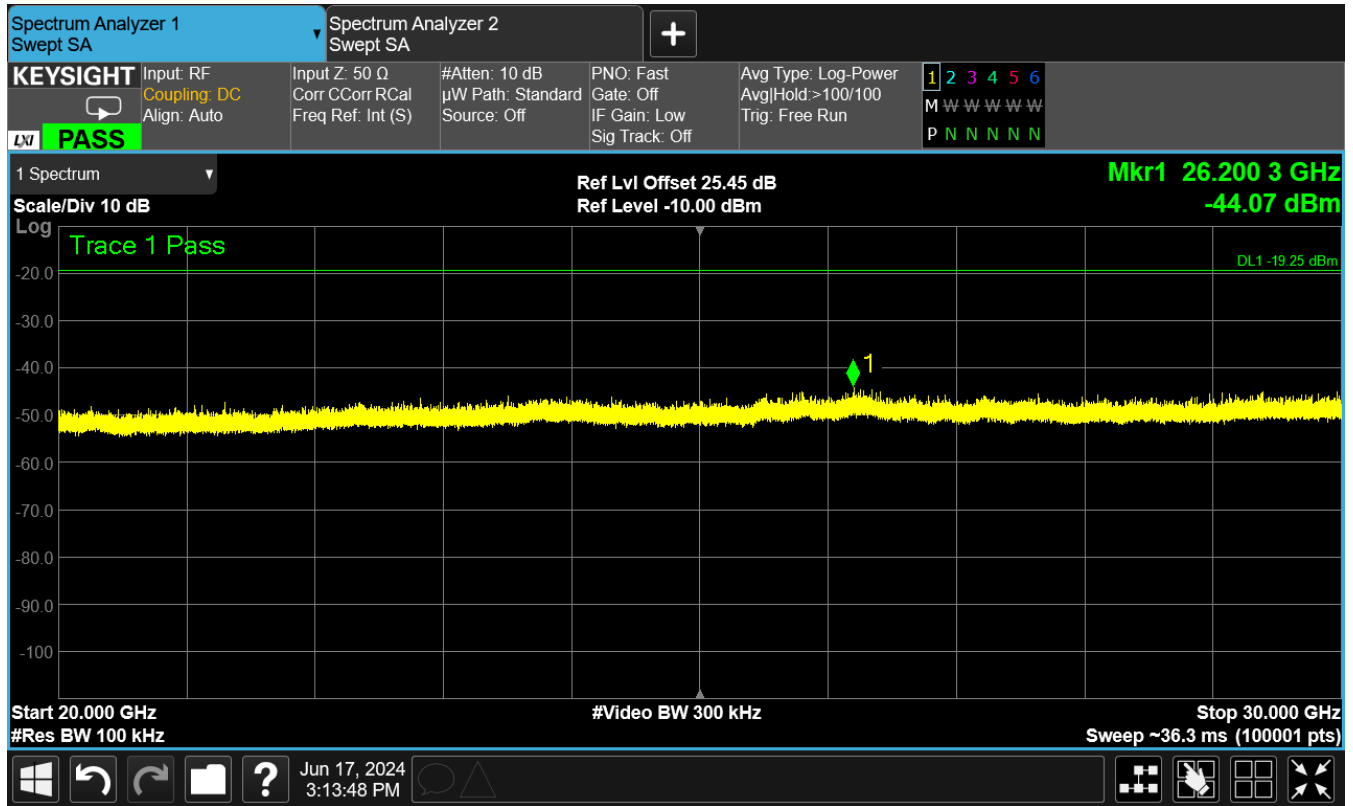 Spectrum Analyzer 1
Swept SA
Spectrum Analyzer 2
Swept SA
KEYSIGHT
LXI PASS
Input: RF
Coupling: DC
Align: Auto
Input Z: 50 Ω
Corr CCorr RCal
Freq Ref: Int (S)
#Atten: 10 dB
µW Path: Standard
Source: Off
PNO: Fast
Gate: Off
IF Gain: Low
Sig Track: Off
Avg Type: Log-Power
Avg|Hold:>100/100
Trig: Free Run
1 2 3 4 5 6
M W W W W W
P N N N N N
1 Spectrum
Scale/Div 10 dB
Ref Lvl Offset 25.45 dB
Ref Level -10.00 dBm
Mkr1 26.200 3 GHz
-44.07 dBm
Log
Trace 1 Pass
DL1 -19.25 dBm
-20.0
-30.0
1
-40.0
-50.0
-60.0
-70.0
-80.0
-90.0
-100
Start 20.000 GHz
#Res BW 100 kHz
#Video BW 300 kHz
Stop 30.000 GHz
Sweep ~36.3 ms (100001 pts)
?
Jun 17, 2024
3:13:48 PM